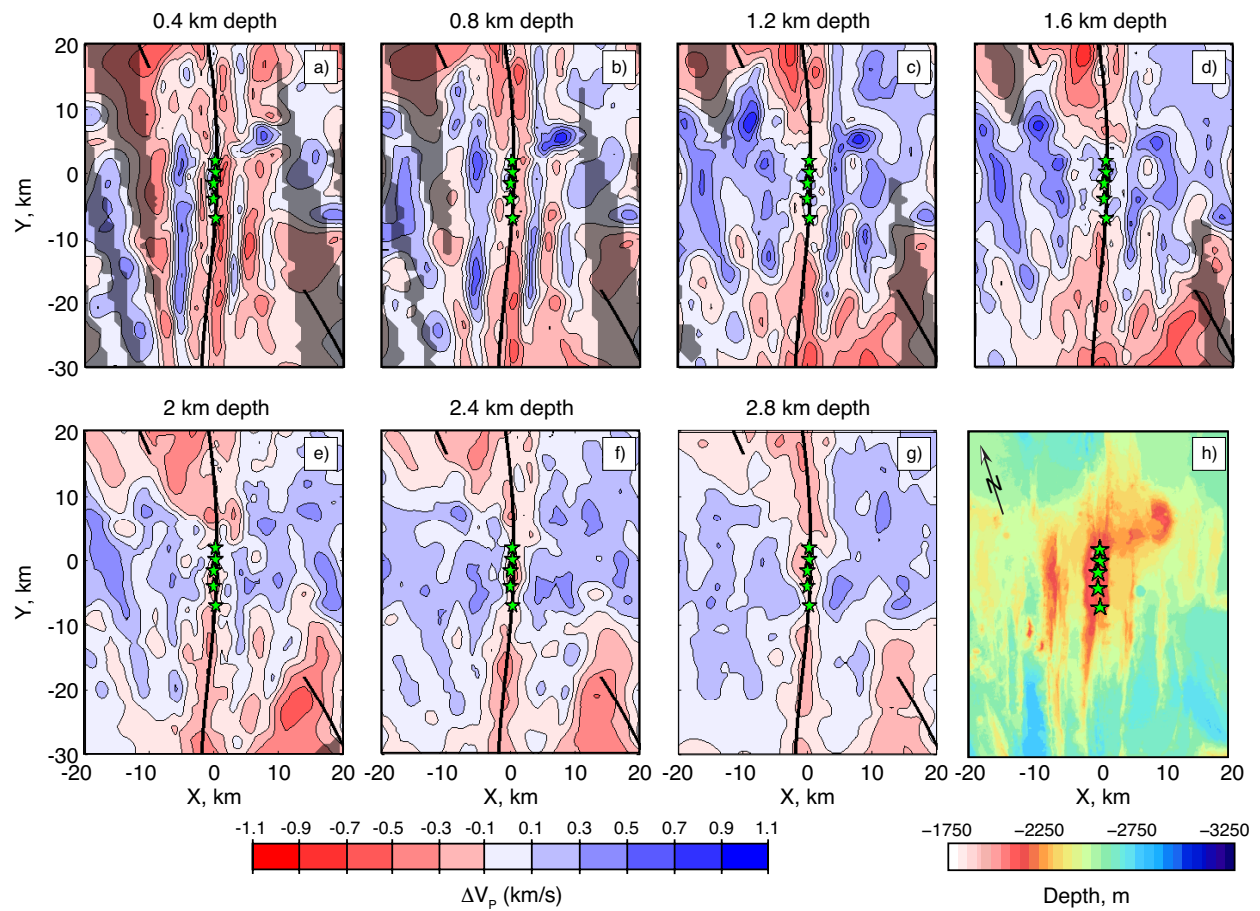 0.4 km depth 0.8 km depth 1.2 km depth 1.6 km depth
a) b) c) d)
20
10
0
-10
-20
-30
Y, km
2 km depth 2.4 km depth 2.8 km depth
e) f) g) h)
N
20
10
0
-10
-20
-30
Y, km
-20 -10 0 10 20 -10 0 10 20 -10 0 10 20 -20 -10 0 10 20
X, km X, km X, km X, km
-1.1 -0.9 -0.7 -0.5 -0.3 -0.1 0.1 0.3 0.5 0.7 0.9 1.1
ΔVP (km/s)
−1750 −2250 −2750 −3250
Depth, m